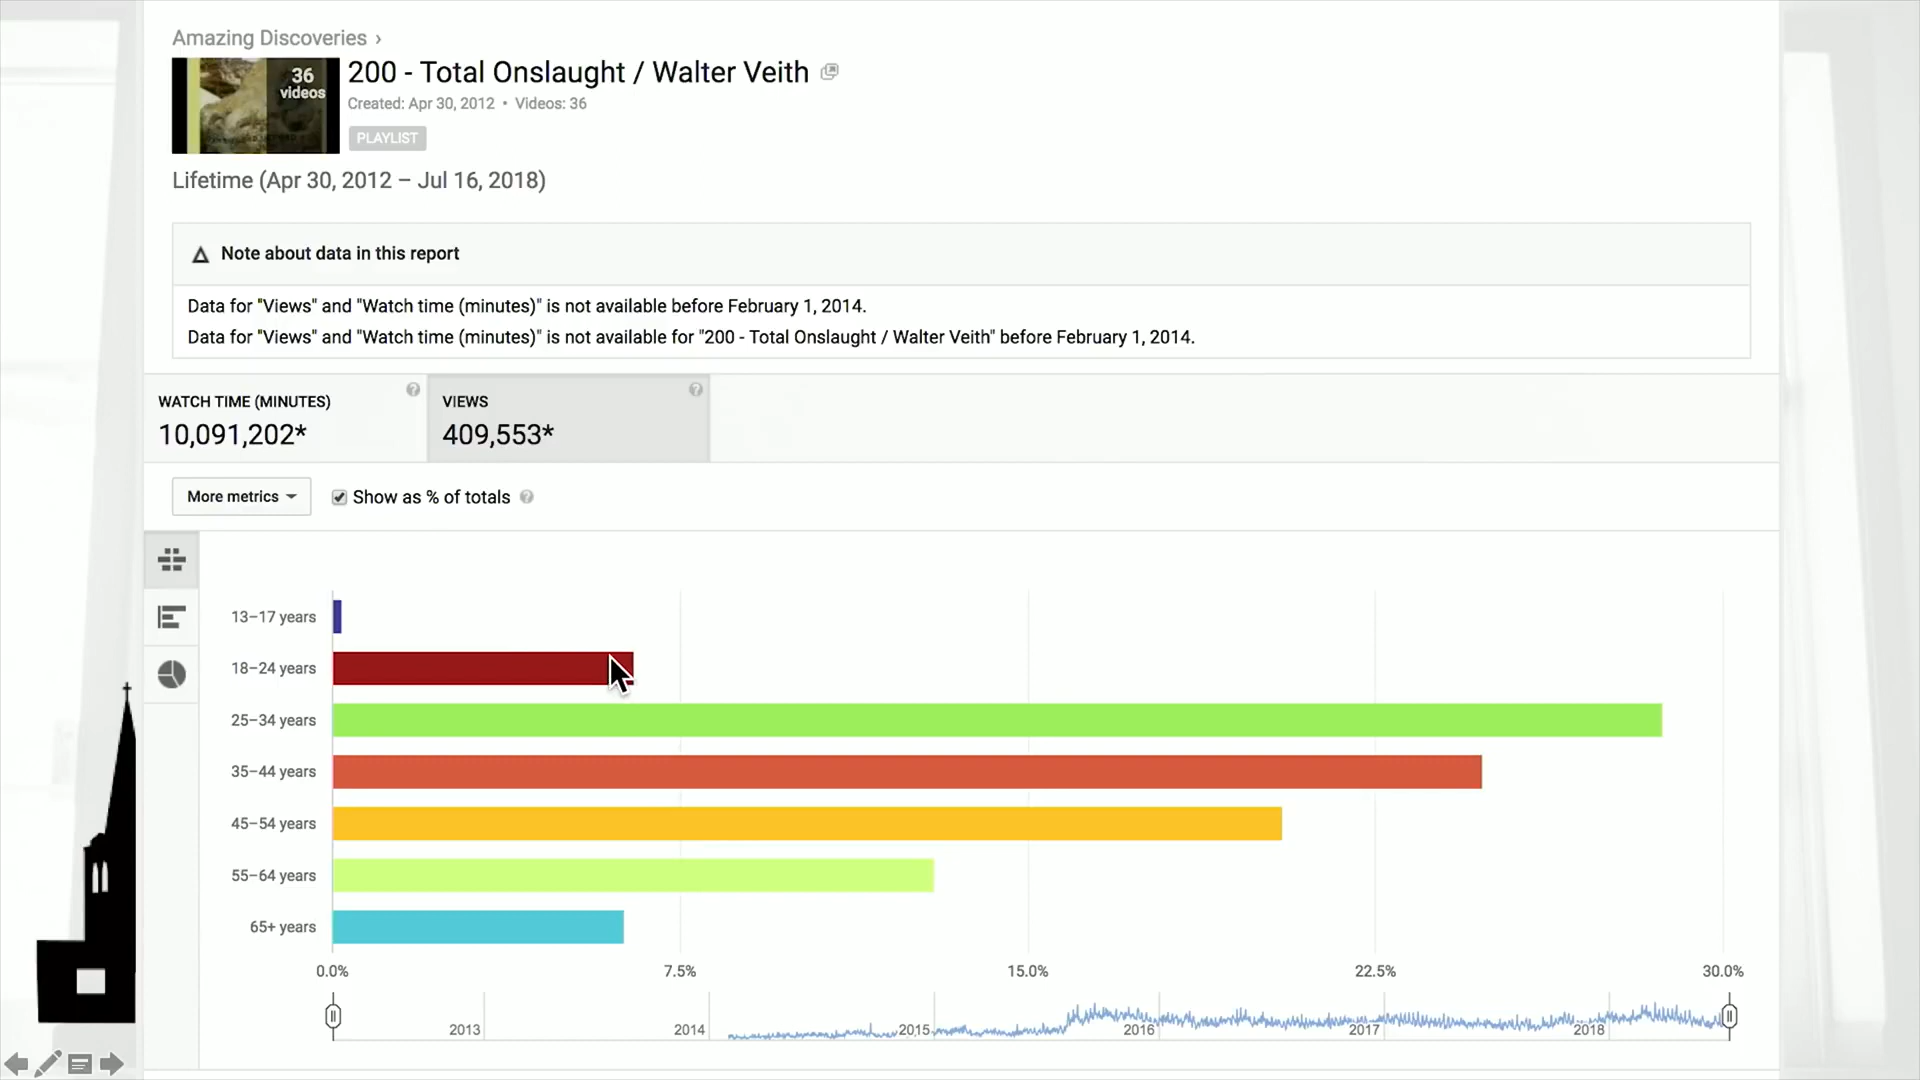 Amazing Discoveries ›
36
videos
200 - Total Onslaught / Walter Veith
Created: Apr 30, 2012 • Videos: 36
PLAYLIST
Lifetime (Apr 30, 2012 – Jul 16, 2018)
Note about data in this report
Data for "Views" and "Watch time (minutes)" is not available before February 1, 2014.
Data for "Views" and "Watch time (minutes)" is not available for "200 - Total Onslaught / Walter Veith" before February 1, 2014.
WATCH TIME (MINUTES) ?
10,091,202*
VIEWS ?
409,553*
More metrics
Show as % of totals ?
13–17 years
18–24 years
25–34 years
35–44 years
45–54 years
55–64 years
65+ years
0.0% 7.5% 15.0% 22.5% 30.0%
2013 2014 2015 2016 2017 2018